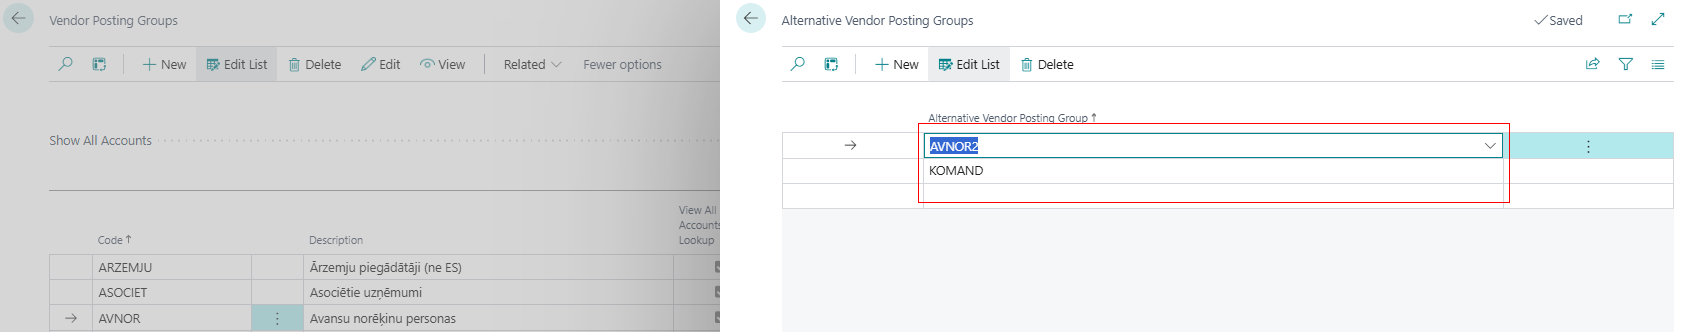 Vendor Posting Groups
New
Edit List
Delete
Edit
View
Related
Fewer options
Show All Accounts
View All
Accounts
Lookup
Code ↑
Description
ARZEMJU
Ārzemju piegādātāji (ne ES)
ASOCIET
Asociētie uzņēmumi
AVNOR
Avansu norēķinu personas
Alternative Vendor Posting Groups
Saved
New
Edit List
Delete
Alternative Vendor Posting Group ↑
AVNOR2
KOMAND